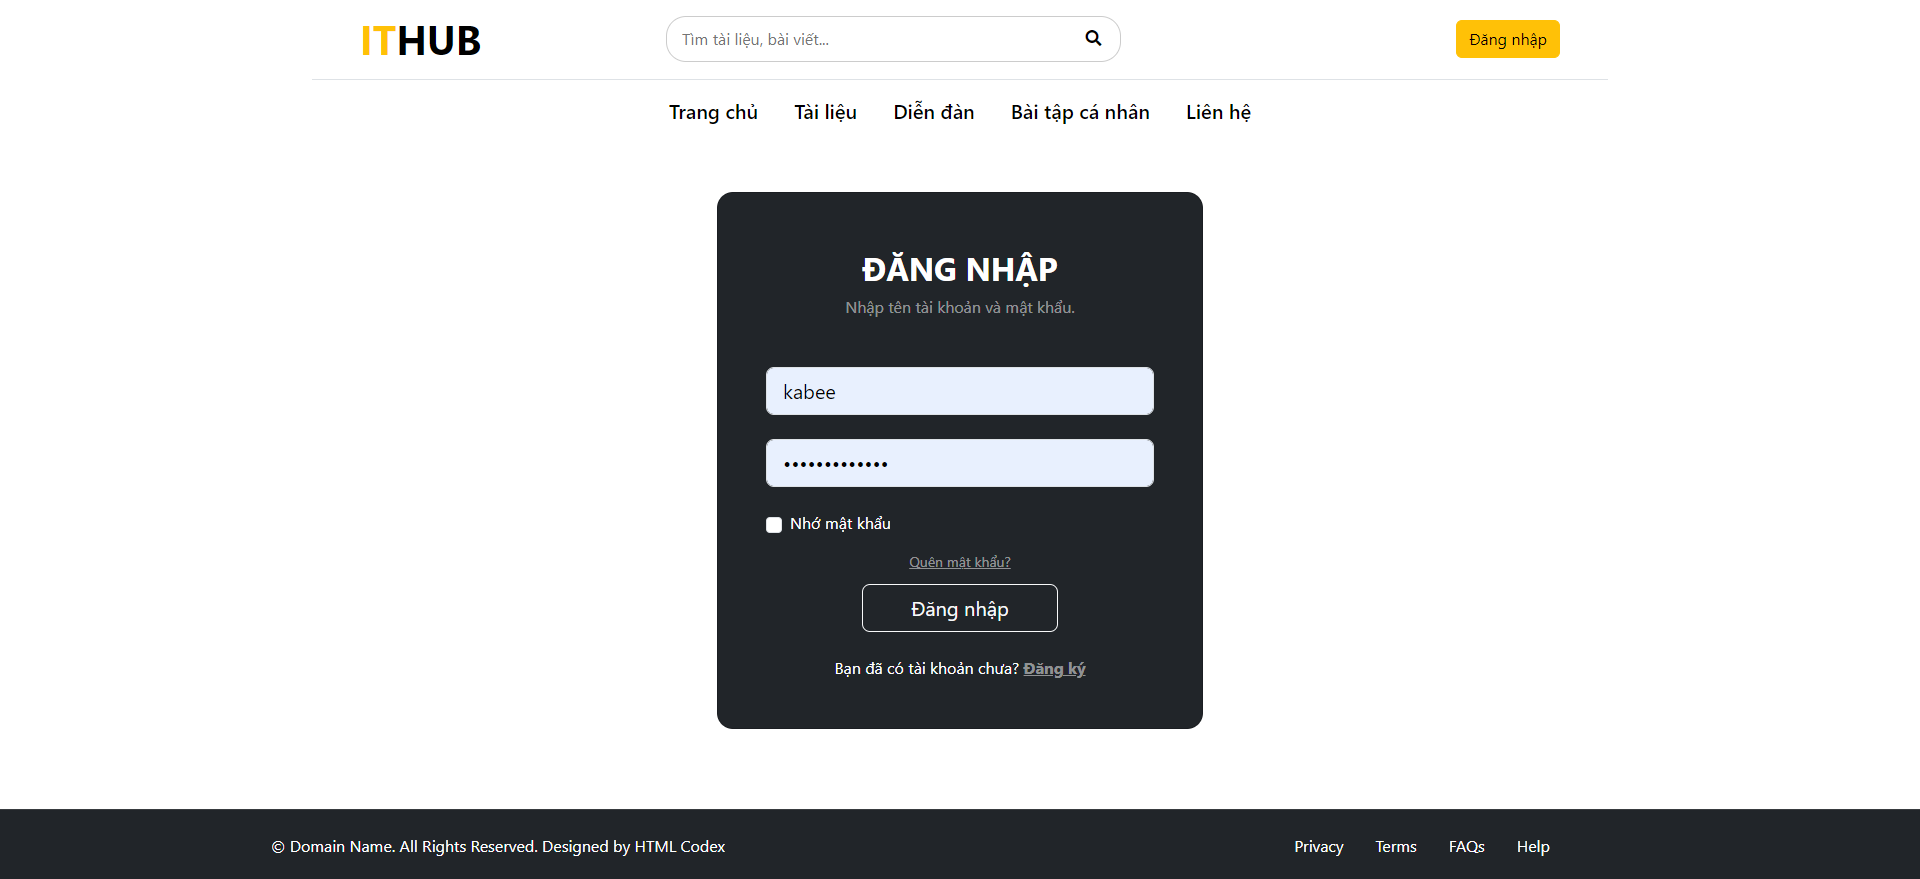 ITHUB
Tìm tài liệu, bài viết...
Đăng nhập
Trang chủ
Tài liệu
Diễn đàn
Bài tập cá nhân
Liên hệ
ĐĂNG NHẬP
Nhập tên tài khoản và mật khẩu.
kabee
•••••••••••••
Nhớ mật khẩu
Quên mật khẩu?
Đăng nhập
Bạn đã có tài khoản chưa? Đăng ký
© Domain Name. All Rights Reserved. Designed by HTML Codex
Privacy
Terms
FAQs
Help